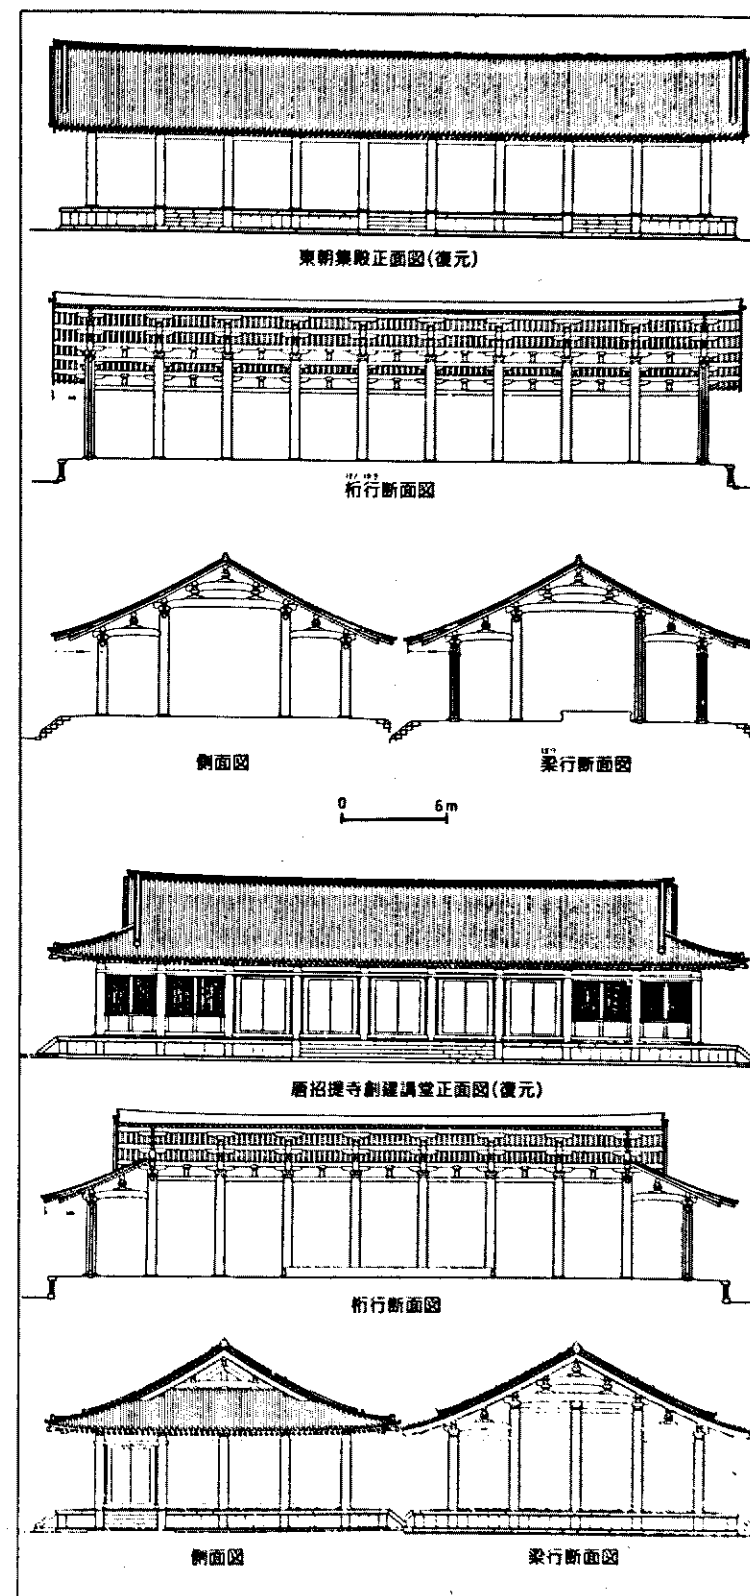 東朝集殿正面図(復元)
けた ゆき
桁行断面図
側面図
はり
梁行断面図
0 6m
唐招提寺創建講堂正面図(復元)
桁行断面図
側面図
梁行断面図